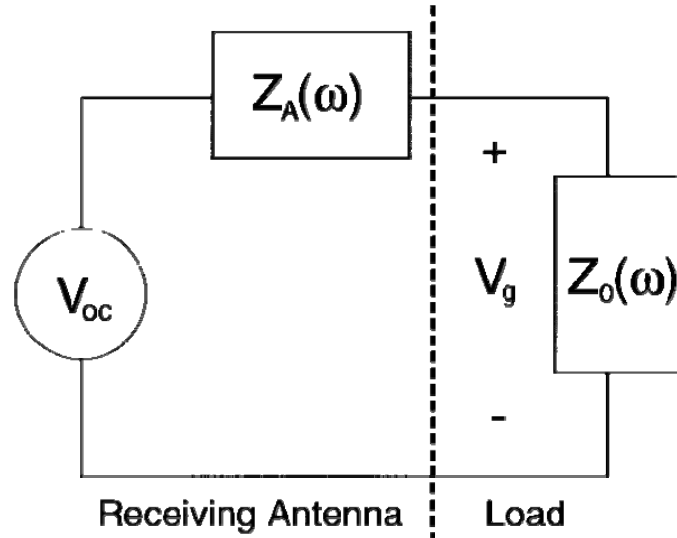 Z_A(ω)
+
V_oc
V_g
Z_0(ω)
-
Receiving Antenna
Load